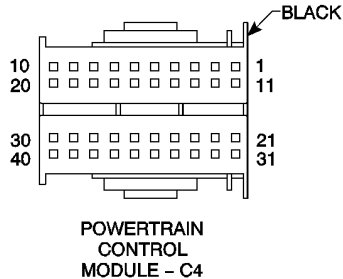 BLACK
10 1
20 11
30 21
40 31
POWERTRAIN
CONTROL
MODULE – C4